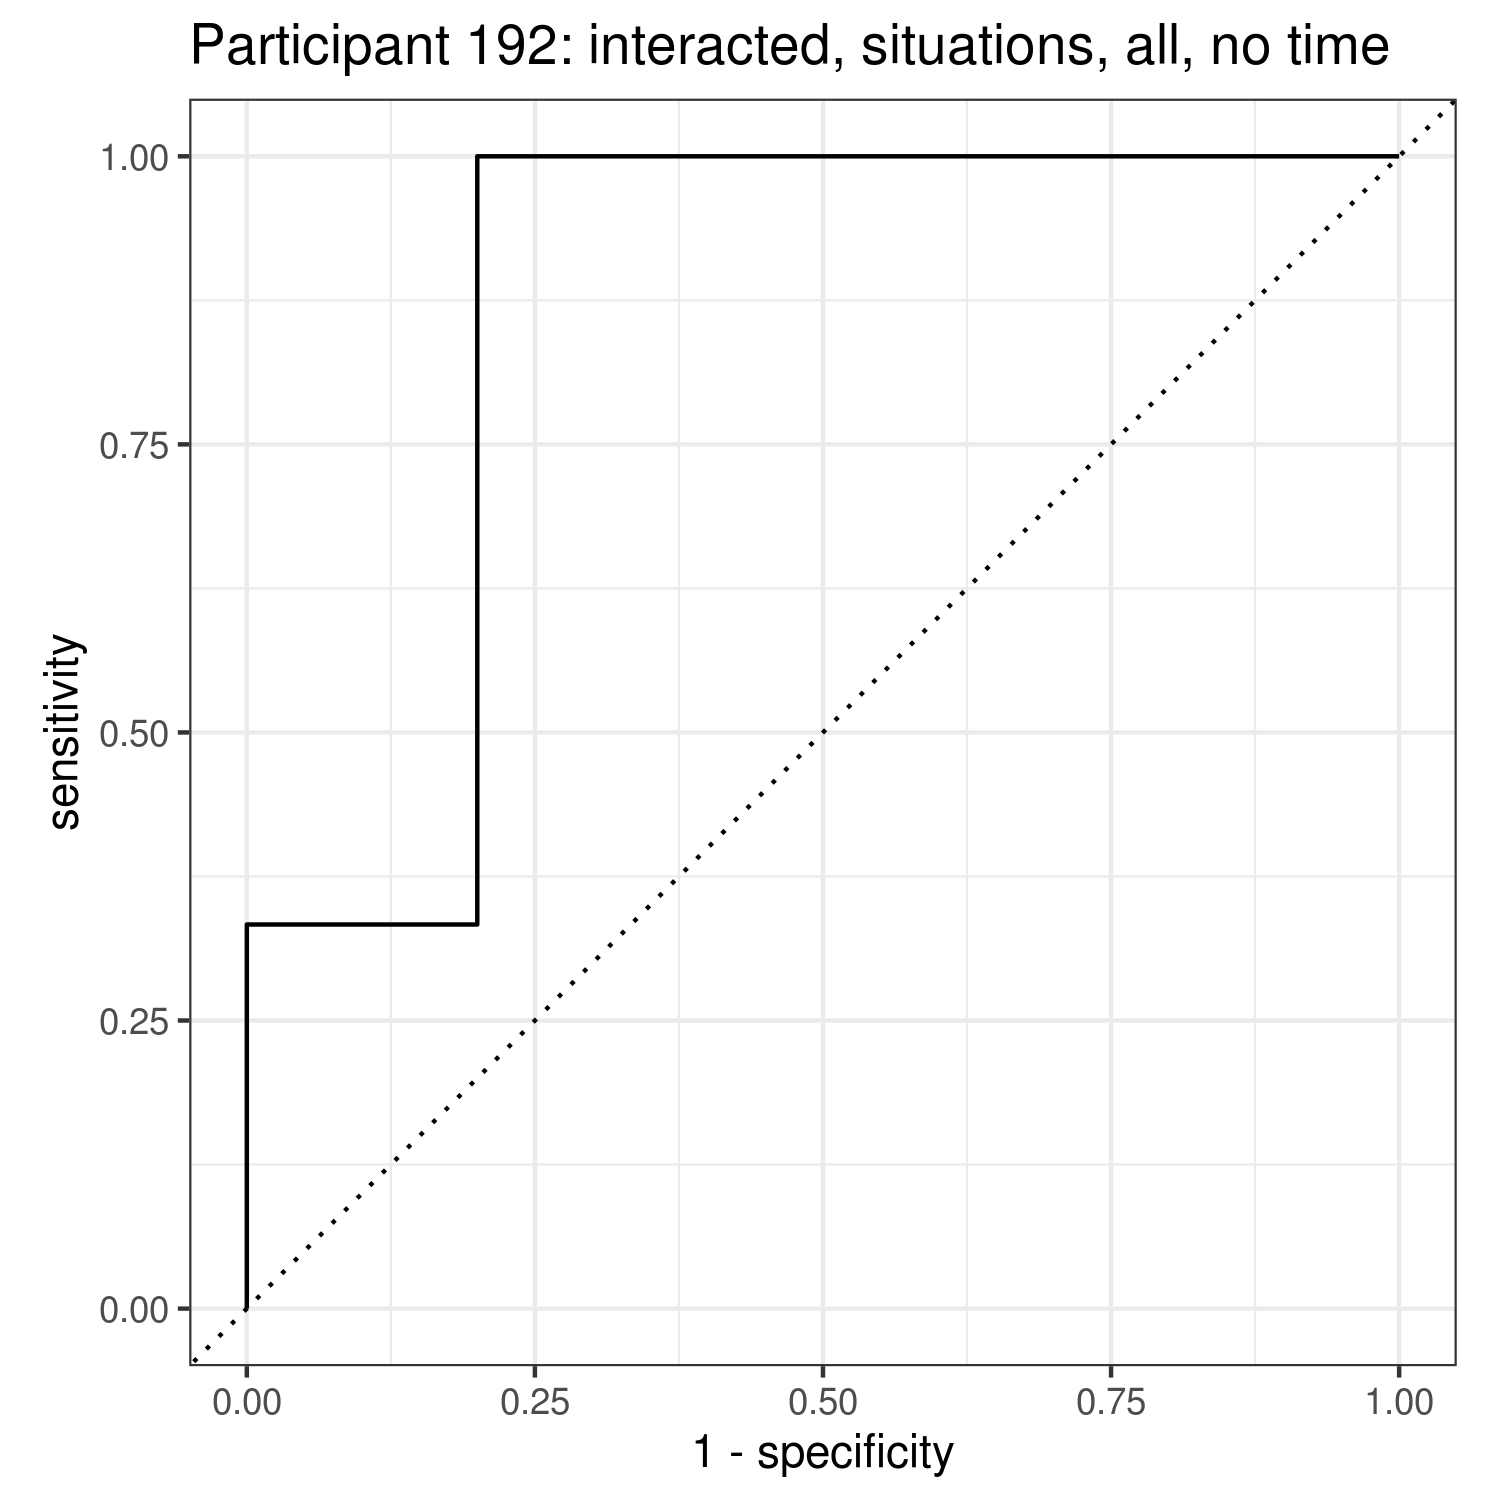 Participant 192: interacted, situations, all, no time
1.00
0.75
0.50
0.25
0.00
sensitivity
0.00 0.25 0.50 0.75 1.00
1 - specificity